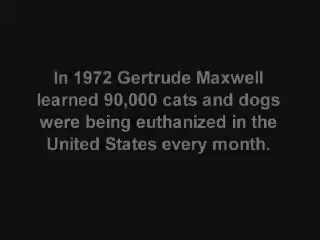 In 1972 Gertrude Maxwell
learned 90,000 cats and dogs
were being euthanized in the
United States every month.